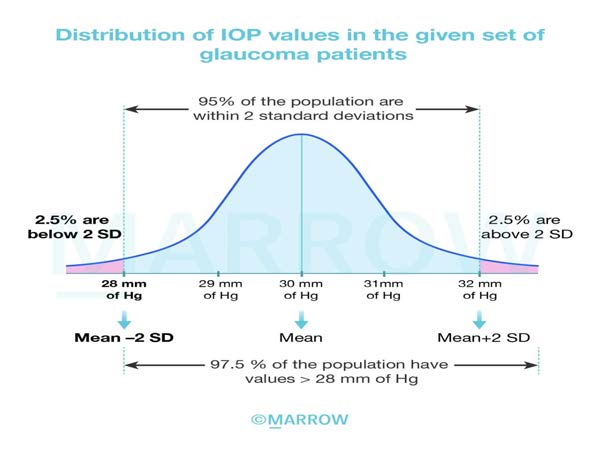 Distribution of IOP values in the given set of
glaucoma patients
95% of the population are
within 2 standard deviations
2.5% are
below 2 SD
2.5% are
above 2 SD
MARROW
28 mm
of Hg
29 mm
of Hg
30 mm
of Hg
31mm
of Hg
32 mm
of Hg
Mean –2 SD
Mean
Mean+2 SD
97.5 % of the population have
values > 28 mm of Hg
©MARROW